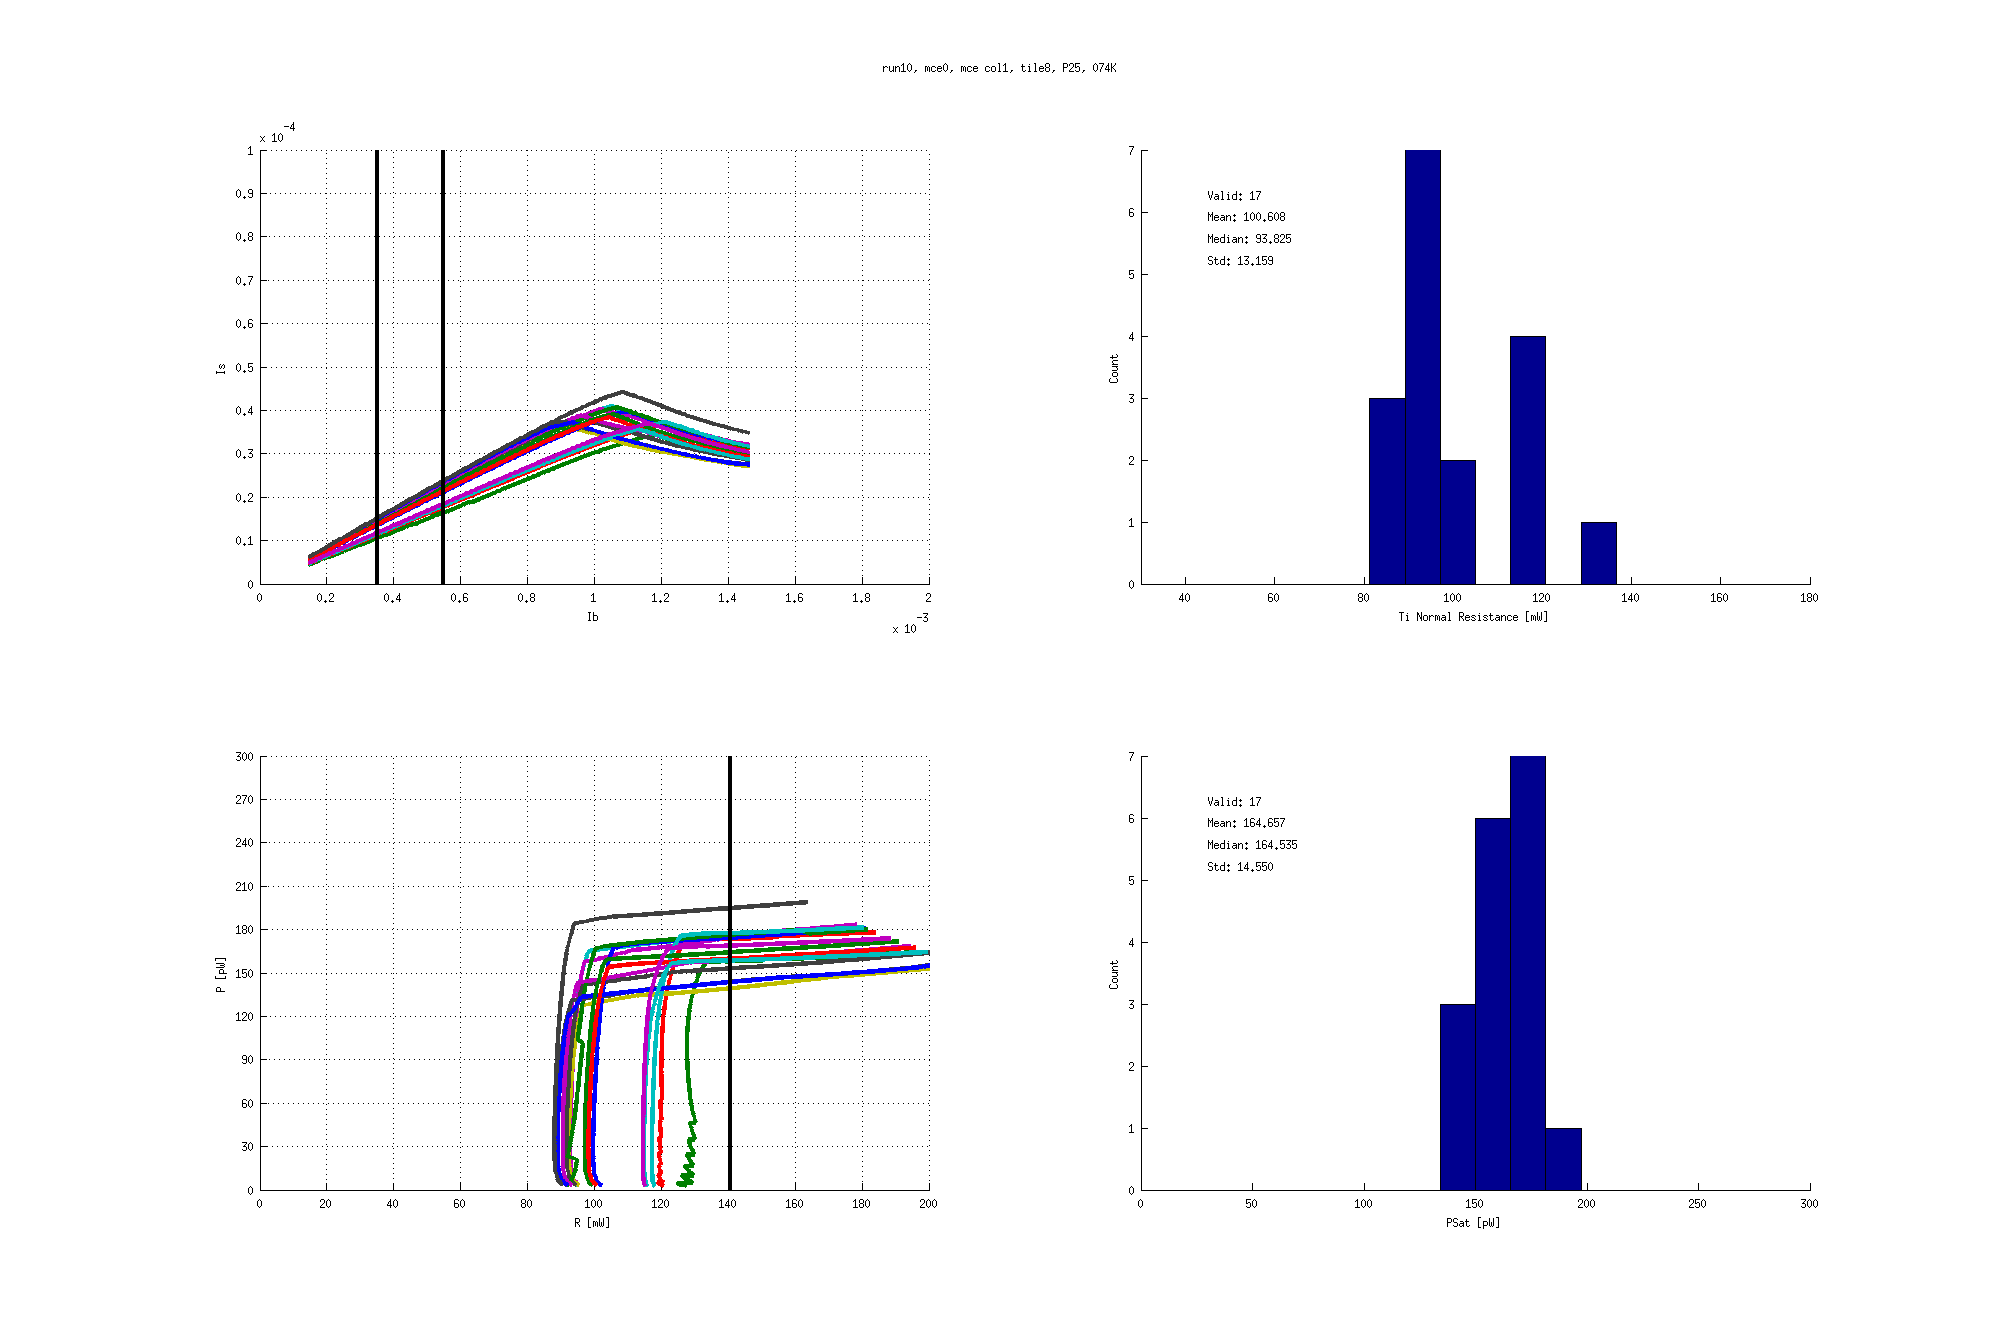 run10, mce0, mce col1, tile8, P25, 074K
x 10^-4
1
0.9
0.8
0.7
0.6
0.5
0.4
0.3
0.2
0.1
0
Is
0 0.2 0.4 0.6 0.8 1 1.2 1.4 1.6 1.8 2
Ib
x 10^-3
7
6
5
4
3
2
1
0
Count
Valid: 17
Mean: 100.608
Median: 93.825
Std: 13.159
40 60 80 100 120 140 160 180
Ti Normal Resistance [mW]
300
270
240
210
180
150
120
90
60
30
0
P [pW]
0 20 40 60 80 100 120 140 160 180 200
R [mW]
7
6
5
4
3
2
1
0
Count
Valid: 17
Mean: 164.657
Median: 164.535
Std: 14.550
0 50 100 150 200 250 300
PSat [pW]